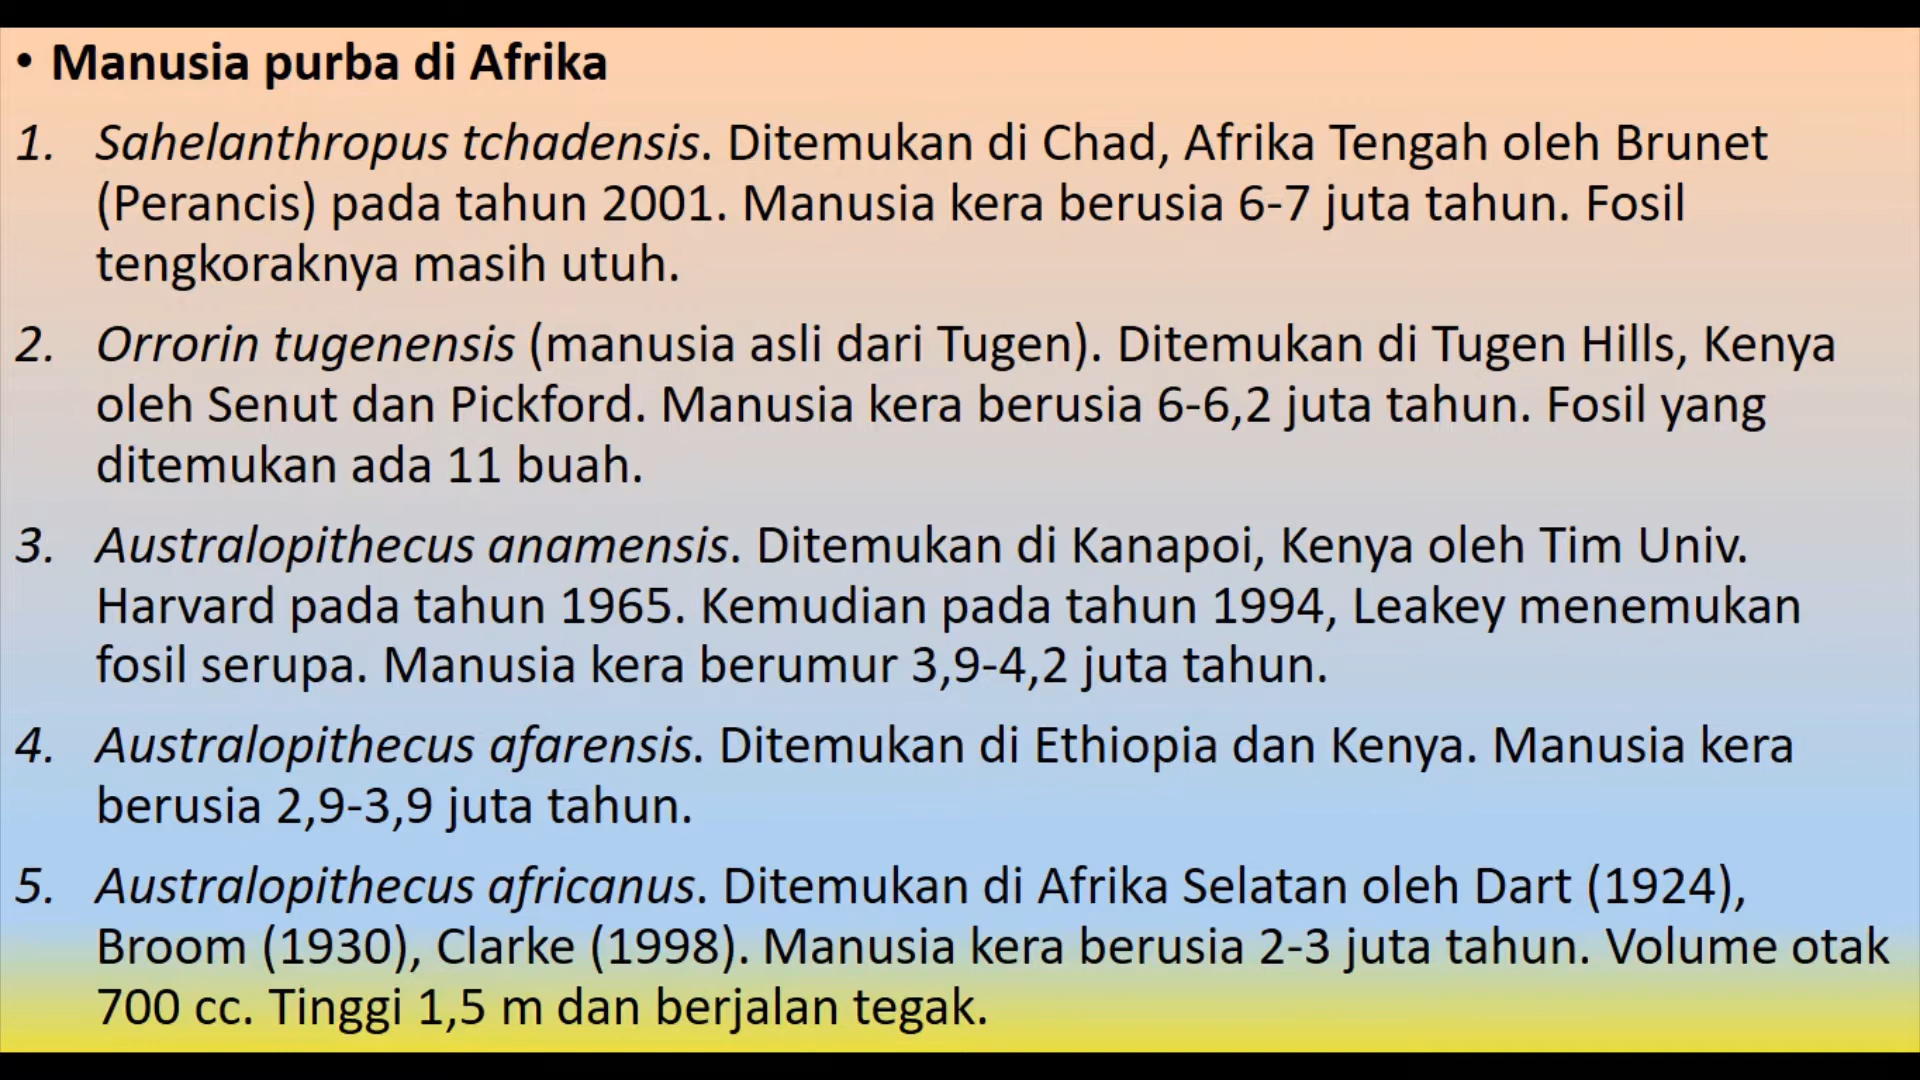 • Manusia purba di Afrika
1. Sahelanthropus tchadensis. Ditemukan di Chad, Afrika Tengah oleh Brunet
(Perancis) pada tahun 2001. Manusia kera berusia 6-7 juta tahun. Fosil
tengkoraknya masih utuh.
2. Orrorin tugenensis (manusia asli dari Tugen). Ditemukan di Tugen Hills, Kenya
oleh Senut dan Pickford. Manusia kera berusia 6-6,2 juta tahun. Fosil yang
ditemukan ada 11 buah.
3. Australopithecus anamensis. Ditemukan di Kanapoi, Kenya oleh Tim Univ.
Harvard pada tahun 1965. Kemudian pada tahun 1994, Leakey menemukan
fosil serupa. Manusia kera berumur 3,9-4,2 juta tahun.
4. Australopithecus afarensis. Ditemukan di Ethiopia dan Kenya. Manusia kera
berusia 2,9-3,9 juta tahun.
5. Australopithecus africanus. Ditemukan di Afrika Selatan oleh Dart (1924),
Broom (1930), Clarke (1998). Manusia kera berusia 2-3 juta tahun. Volume otak
700 cc. Tinggi 1,5 m dan berjalan tegak.